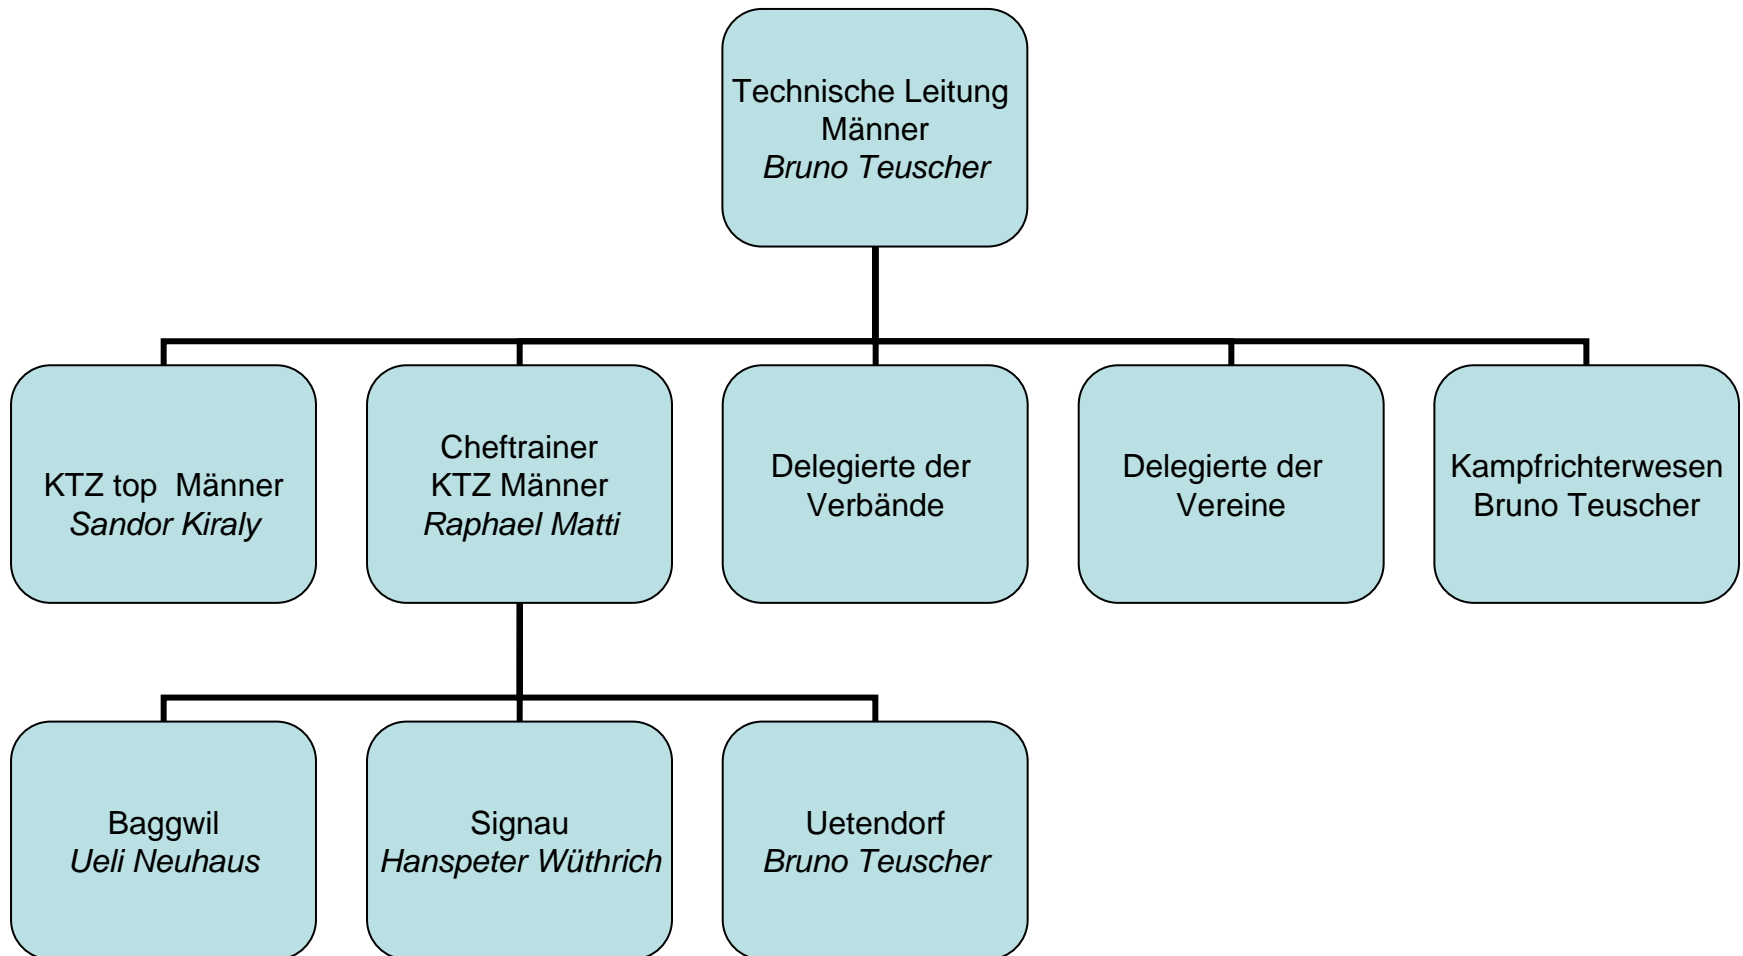 Technische Leitung
Männer
Bruno Teuscher
KTZ top  Männer
Sandor Kiraly
Cheftrainer
KTZ Männer
Raphael Matti
Delegierte der
Verbände
Delegierte der
Vereine
Kampfrichterwesen
Bruno Teuscher
Baggwil
Ueli Neuhaus
Signau
Hanspeter Wüthrich
Uetendorf
Bruno Teuscher